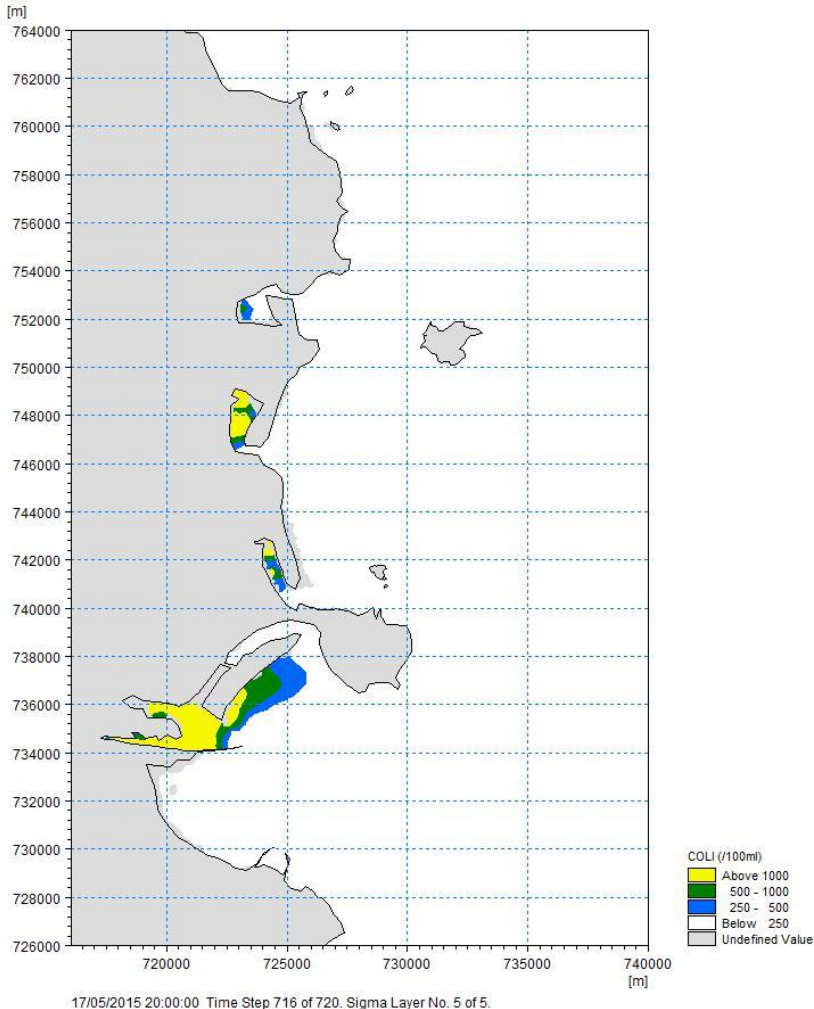 [m]
764000
762000
760000
758000
756000
754000
752000
750000
748000
746000
744000
742000
740000
738000
736000
734000
732000
730000
728000
726000
720000 725000 730000 735000 740000
[m]
COLI (/100ml)
Above 1000
500 - 1000
250 - 500
Below 250
Undefined Value
17/05/2015 20:00:00 Time Step 716 of 720. Sigma Layer No. 5 of 5.